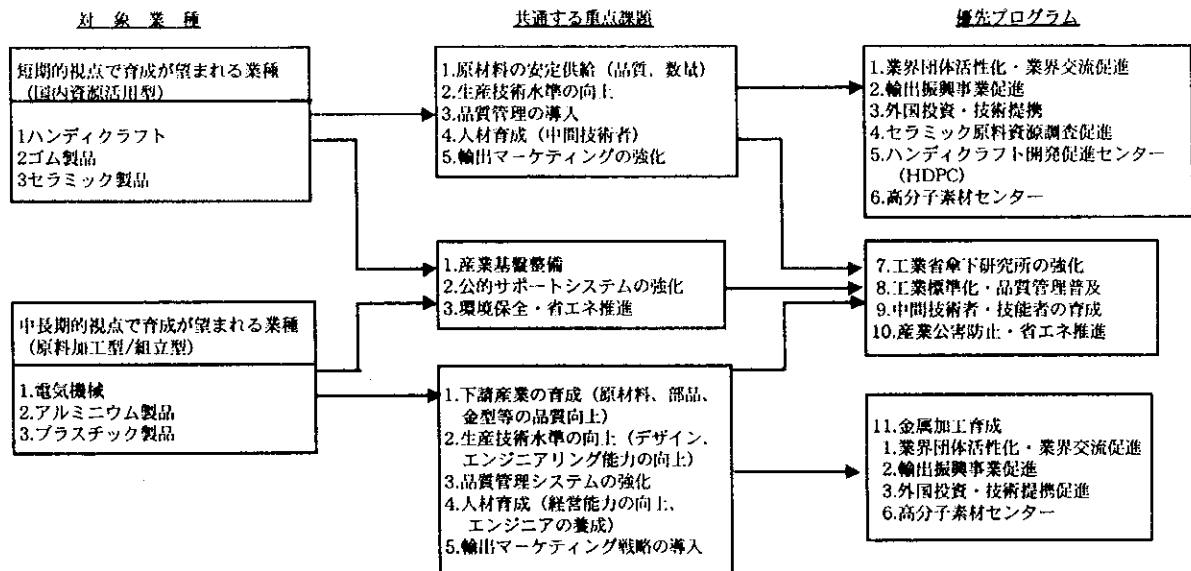 対 象 業 種
共通する重点課題
優先プログラム
短期的視点で育成が望まれる業種
(国内資源活用型)
1ハンディクラフト
2ゴム製品
3セラミック製品
中長期的視点で育成が望まれる業種
(原料加工型/組立型)
1.電気機械
2.アルミニウム製品
3.プラスチック製品
1.原材料の安定供給（品質、数量）
2.生産技術水準の向上
3.品質管理の導入
4.人材育成（中間技術者）
5.輸出マーケティングの強化
1.産業基盤整備
2.公的サポートシステムの強化
3.環境保全・省エネ推進
1.下請産業の育成（原材料、部品、
金型等の品質向上）
2.生産技術水準の向上（デザイン、
エンジニアリング能力の向上）
3.品質管理システムの強化
4.人材育成（経営能力の向上、
エンジニアの養成）
5.輸出マーケティング戦略の導入
1.業界団体活性化・業界交流促進
2.輸出振興事業促進
3.外国投資・技術提携
4.セラミック原料資源調査促進
5.ハンディクラフト開発促進センター
(HDPC)
6.高分子素材センター
7.工業省傘下研究所の強化
8.工業標準化・品質管理普及
9.中間技術者・技能者の育成
10.産業公害防止・省エネ推進
11.金属加工育成
1.業界団体活性化・業界交流促進
2.輸出振興事業促進
3.外国投資・技術提携促進
6.高分子素材センター